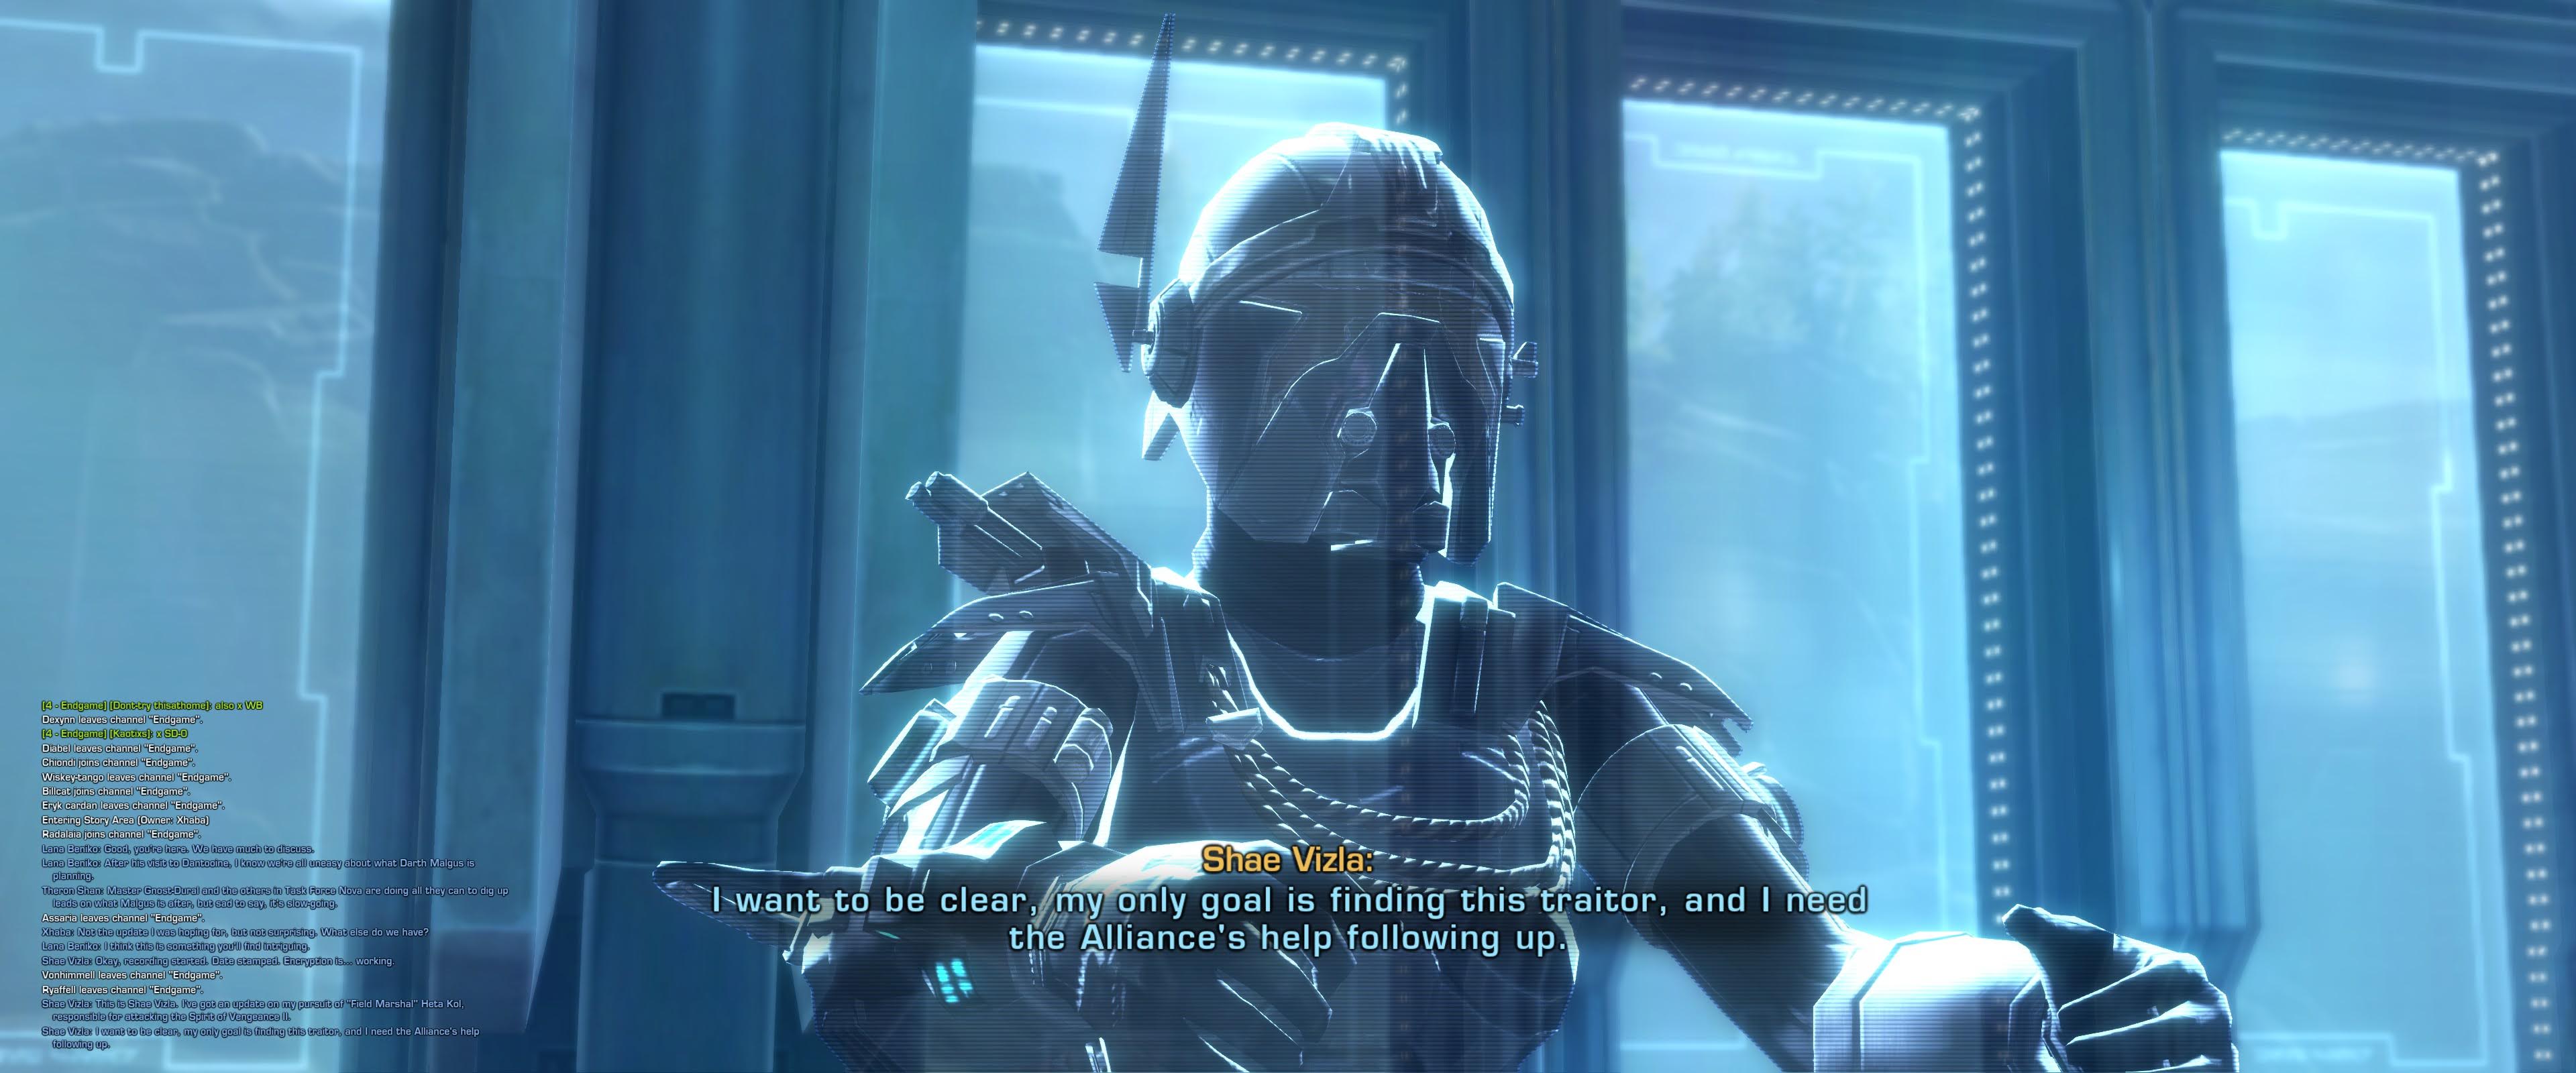 [4 - Endgame] [Dont-try thisathome]: also x WB
Dexynn leaves channel "Endgame".
[4 - Endgame] [Kaotixs]: x SD-0
Diabel leaves channel "Endgame".
Chiondi joins channel "Endgame".
Wiskey-tango leaves channel "Endgame".
Billcat joins channel "Endgame".
Eryk cardan leaves channel "Endgame".
Entering Story Area (Owner: Xhaba)
Radalaia joins channel "Endgame".
Lana Beniko: Good, you're here. We have much to discuss.
Lana Beniko: After his visit to Dantooine, I know we're all uneasy about what Darth Malgus is
planning.
Theron Shan: Master Gnost-Dural and the others in Task Force Nova are doing all they can to dig up
leads on what Malgus is after, but sad to say, it's slow-going.
Assaria leaves channel "Endgame".
Xhaba: Not the update I was hoping for, but not surprising. What else do we have?
Lana Beniko: I think this is something you'll find intriguing.
Shae Vizla: Okay, recording started. Date stamped. Encryption is... working.
Vonhimmell leaves channel "Endgame".
Ryaffell leaves channel "Endgame".
Shae Vizla: This is Shae Vizla. I've got an update on my pursuit of "Field Marshal" Heta Kol,
responsible for attacking the Spirit of Vengeance II.
Shae Vizla: I want to be clear, my only goal is finding this traitor, and I need the Alliance's help
following up.
Shae Vizla:
I want to be clear, my only goal is finding this traitor, and I need
the Alliance's help following up.